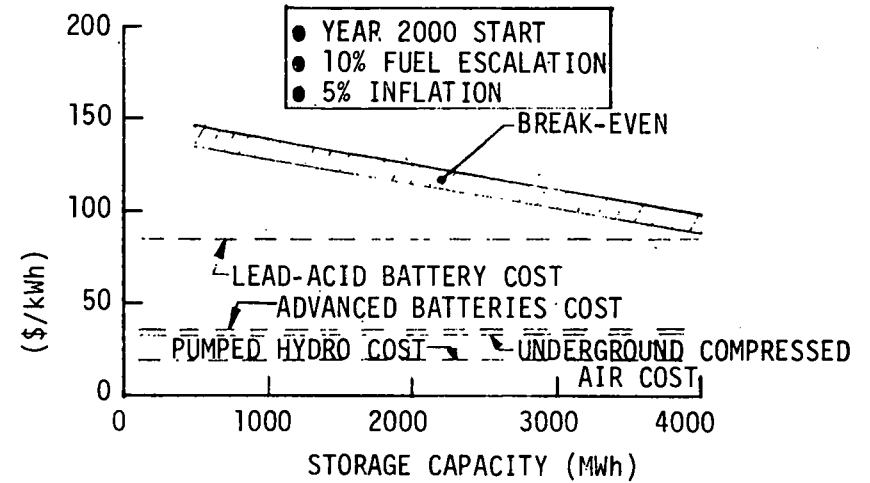 200
● YEAR 2000 START
● 10% FUEL ESCALATION
● 5% INFLATION
150
BREAK-EVEN
100
LEAD-ACID BATTERY COST
ADVANCED BATTERIES COST
50
PUMPED HYDRO COST
UNDERGROUND COMPRESSED
AIR COST
0
($/kWh)
0 1000 2000 3000 4000
STORAGE CAPACITY (MWh)